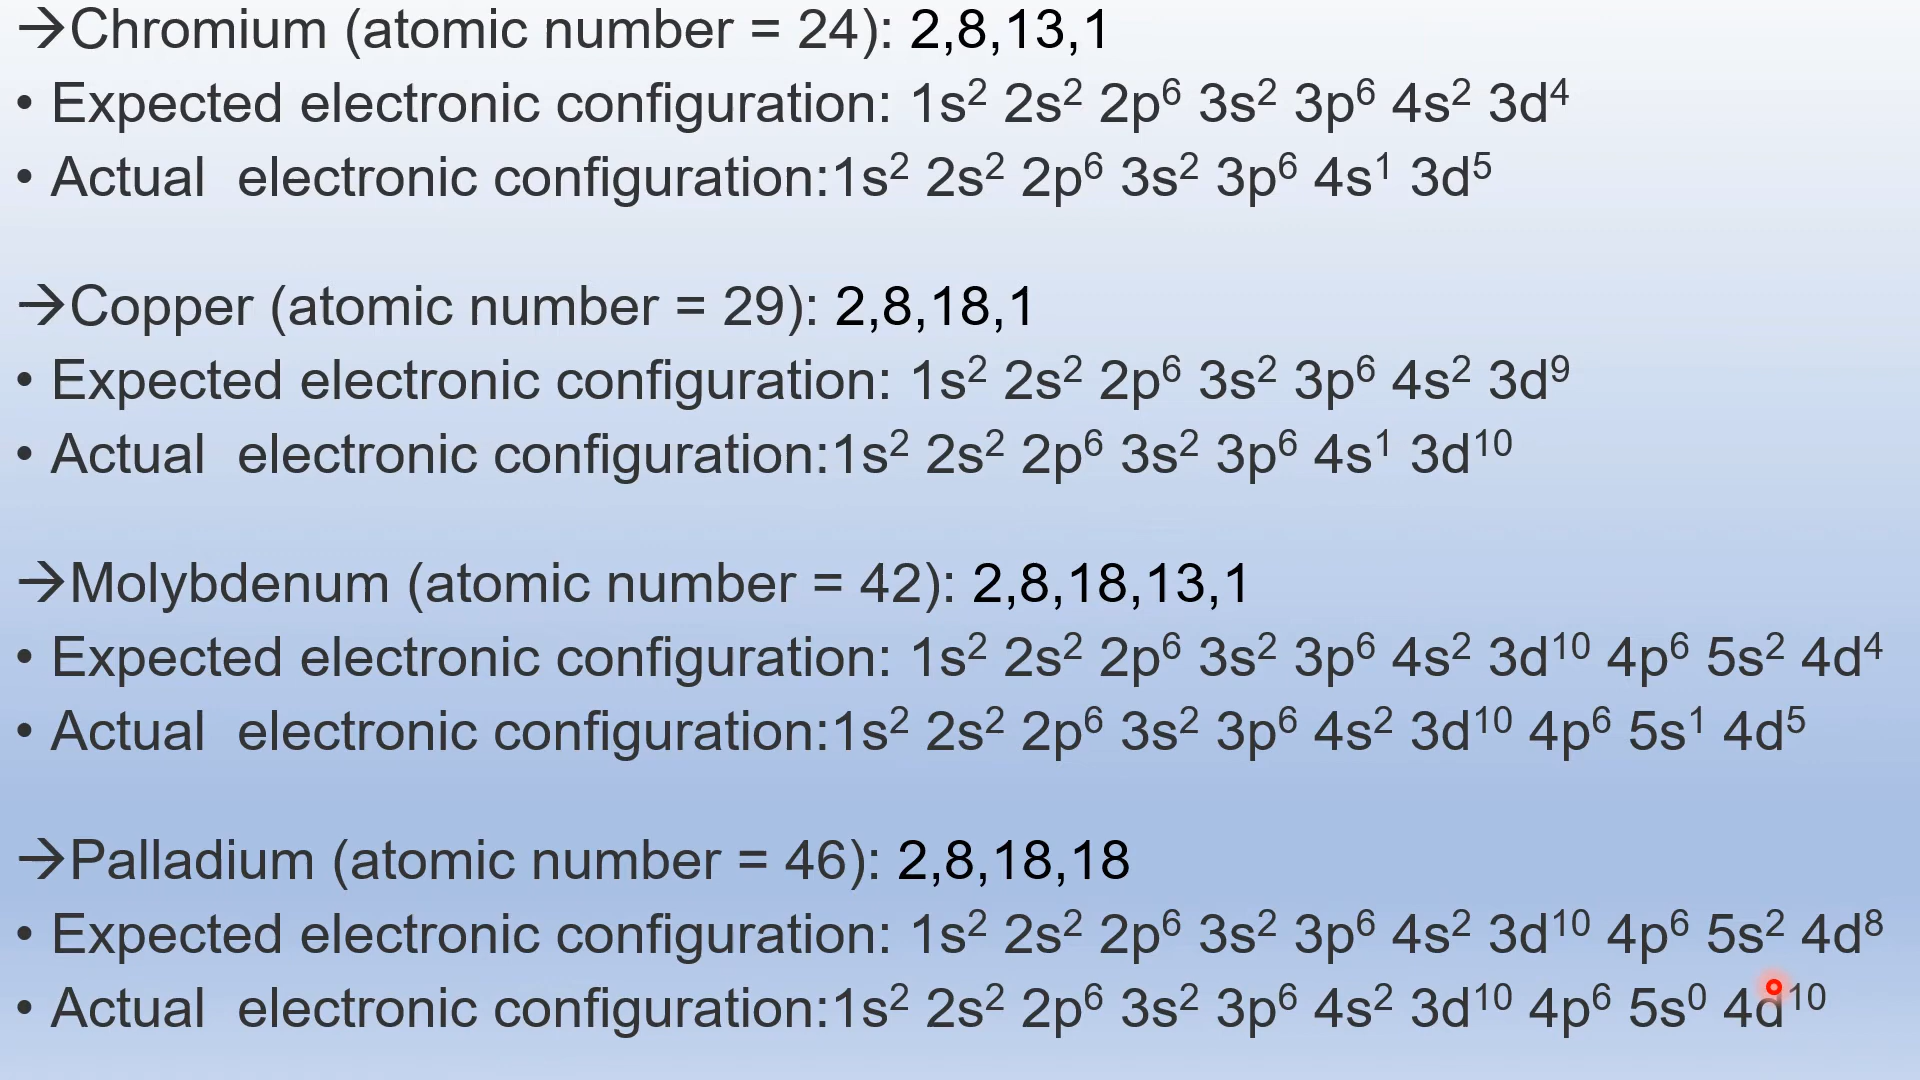 →Chromium (atomic number = 24): 2,8,13,1
• Expected electronic configuration: 1s² 2s² 2p⁶ 3s² 3p⁶ 4s² 3d⁴
• Actual  electronic configuration:1s² 2s² 2p⁶ 3s² 3p⁶ 4s¹ 3d⁵
→Copper (atomic number = 29): 2,8,18,1
• Expected electronic configuration: 1s² 2s² 2p⁶ 3s² 3p⁶ 4s² 3d⁹
• Actual  electronic configuration:1s² 2s² 2p⁶ 3s² 3p⁶ 4s¹ 3d¹⁰
→Molybdenum (atomic number = 42): 2,8,18,13,1
• Expected electronic configuration: 1s² 2s² 2p⁶ 3s² 3p⁶ 4s² 3d¹⁰ 4p⁶ 5s² 4d⁴
• Actual  electronic configuration:1s² 2s² 2p⁶ 3s² 3p⁶ 4s² 3d¹⁰ 4p⁶ 5s¹ 4d�5
→Palladium (atomic number = 46): 2,8,18,18
• Expected electronic configuration: 1s² 2s² 2p⁶ 3s² 3p⁶ 4s² 3d¹⁰ 4p⁶ 5s² 4d⁸
• Actual  electronic configuration:1s² 2s² 2p⁶ 3s² 3p⁶ 4s² 3d¹⁰ 4p⁶ 5s⁰ 4d¹⁰